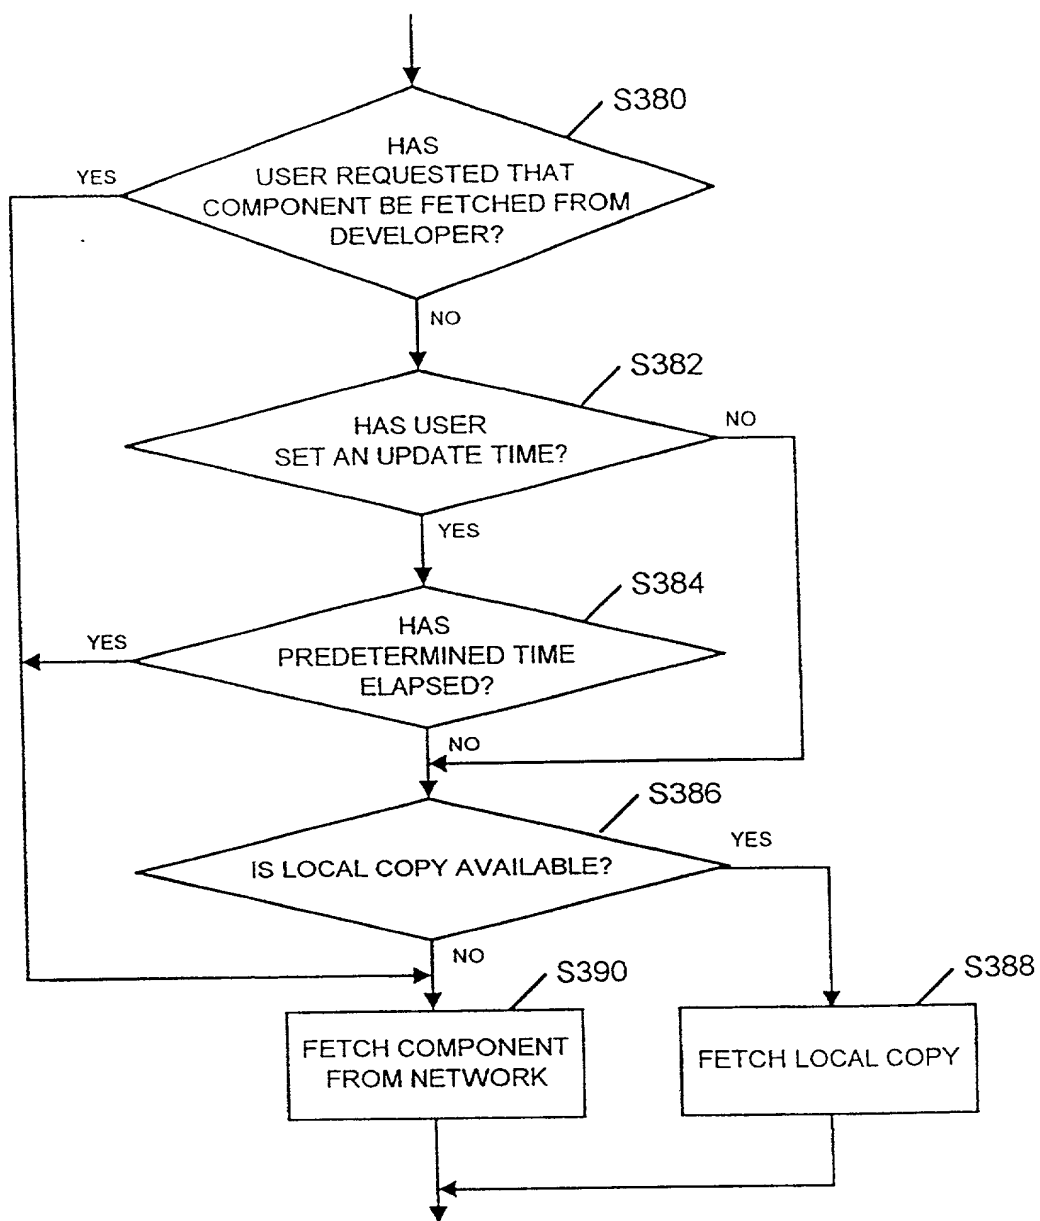 S380
HAS
USER REQUESTED THAT
COMPONENT BE FETCHED FROM
DEVELOPER?
YES
NO
S382
HAS USER
SET AN UPDATE TIME?
NO
YES
S384
HAS
PREDETERMINED TIME
ELAPSED?
YES
NO
S386
IS LOCAL COPY AVAILABLE?
YES
NO
S390
S388
FETCH COMPONENT
FROM NETWORK
FETCH LOCAL COPY